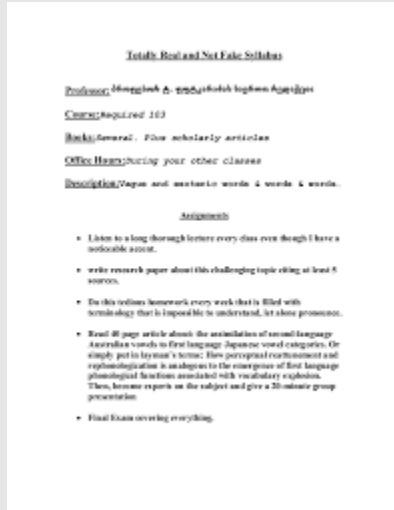 Totally Real and Not Fake Syllabus
Professor:
Course:Required 103
Books:Several. Plus scholarly articles
Office Hours:During your other classes
Description:Vague and esoteric words & words & words.
Assignments
• Listen to a long thorough lecture every class even though I have a
noticeable accent.
• write research paper about this challenging topic citing at least 5
sources.
• Do this tedious homework every week that is filled with
terminology that is impossible to understand, let alone pronounce.
• Read 40 page article about: the assimilation of second language
Australian vowels to first language Japanese vowel categories. Or
simply put in layman's terms: How perceptual reattunement and
rephonologization is analogous to the emergence of first language
phonological functions associated with vocabulary explosion.
Then, become experts on the subject and give a 20 minute group
presentation
• Final Exam covering everything.